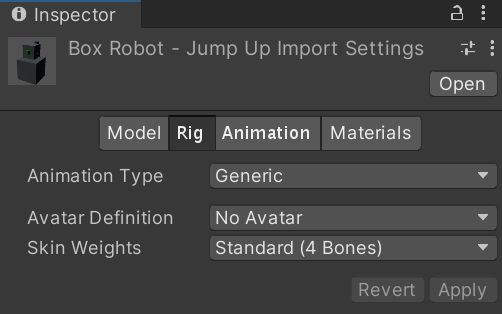 Inspector
Box Robot - Jump Up Import Settings
Open
Model Rig Animation Materials
Animation Type Generic
Avatar Definition No Avatar
Skin Weights Standard (4 Bones)
Revert Apply